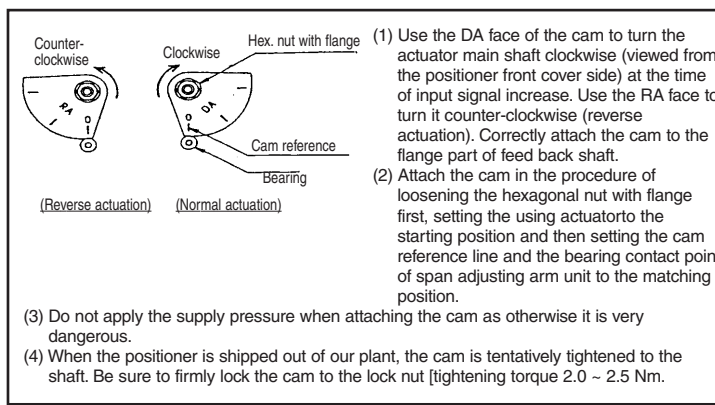 Counter-
clockwise
Clockwise
Hex. nut with flange
RA
0
DA
0
Cam reference
Bearing
(Reverse actuation)
(Normal actuation)
(1) Use the DA face of the cam to turn the
actuator main shaft clockwise (viewed from
the positioner front cover side) at the time
of input signal increase. Use the RA face to
turn it counter-clockwise (reverse
actuation). Correctly attach the cam to the
flange part of feed back shaft.
(2) Attach the cam in the procedure of
loosening the hexagonal nut with flange
first, setting the using actuatorto the
starting position and then setting the cam
reference line and the bearing contact poin
of span adjusting arm unit to the matching
position.
(3) Do not apply the supply pressure when attaching the cam as otherwise it is very
dangerous.
(4) When the positioner is shipped out of our plant, the cam is tentatively tightened to the
shaft. Be sure to firmly lock the cam to the lock nut [tightening torque 2.0 ~ 2.5 Nm.